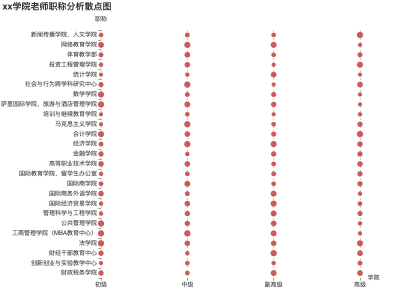 xx学院老师职称分析散点图
职称
新闻传播学院、人文学院
网络教育学院
体育教学部
投资工程管理学院
统计学院
社会与行为跨学科研究中心
数学学院
萨里国际学院、旅游与酒店管理学院
培训与继续教育学院
马克思主义学院
会计学院
经济学院
金融学院
高等职业技术学院
国际教育学院、留学生办公室
国际商学院
国际商务外语学院
国际经济贸易学院
管理科学与工程学院
公共管理学院
工商管理学院（MBA教育中心）
法学院
财经干部教育中心
创新创业与实验教学中心
财政税务学院
初级 中级 副高级 高级
学院